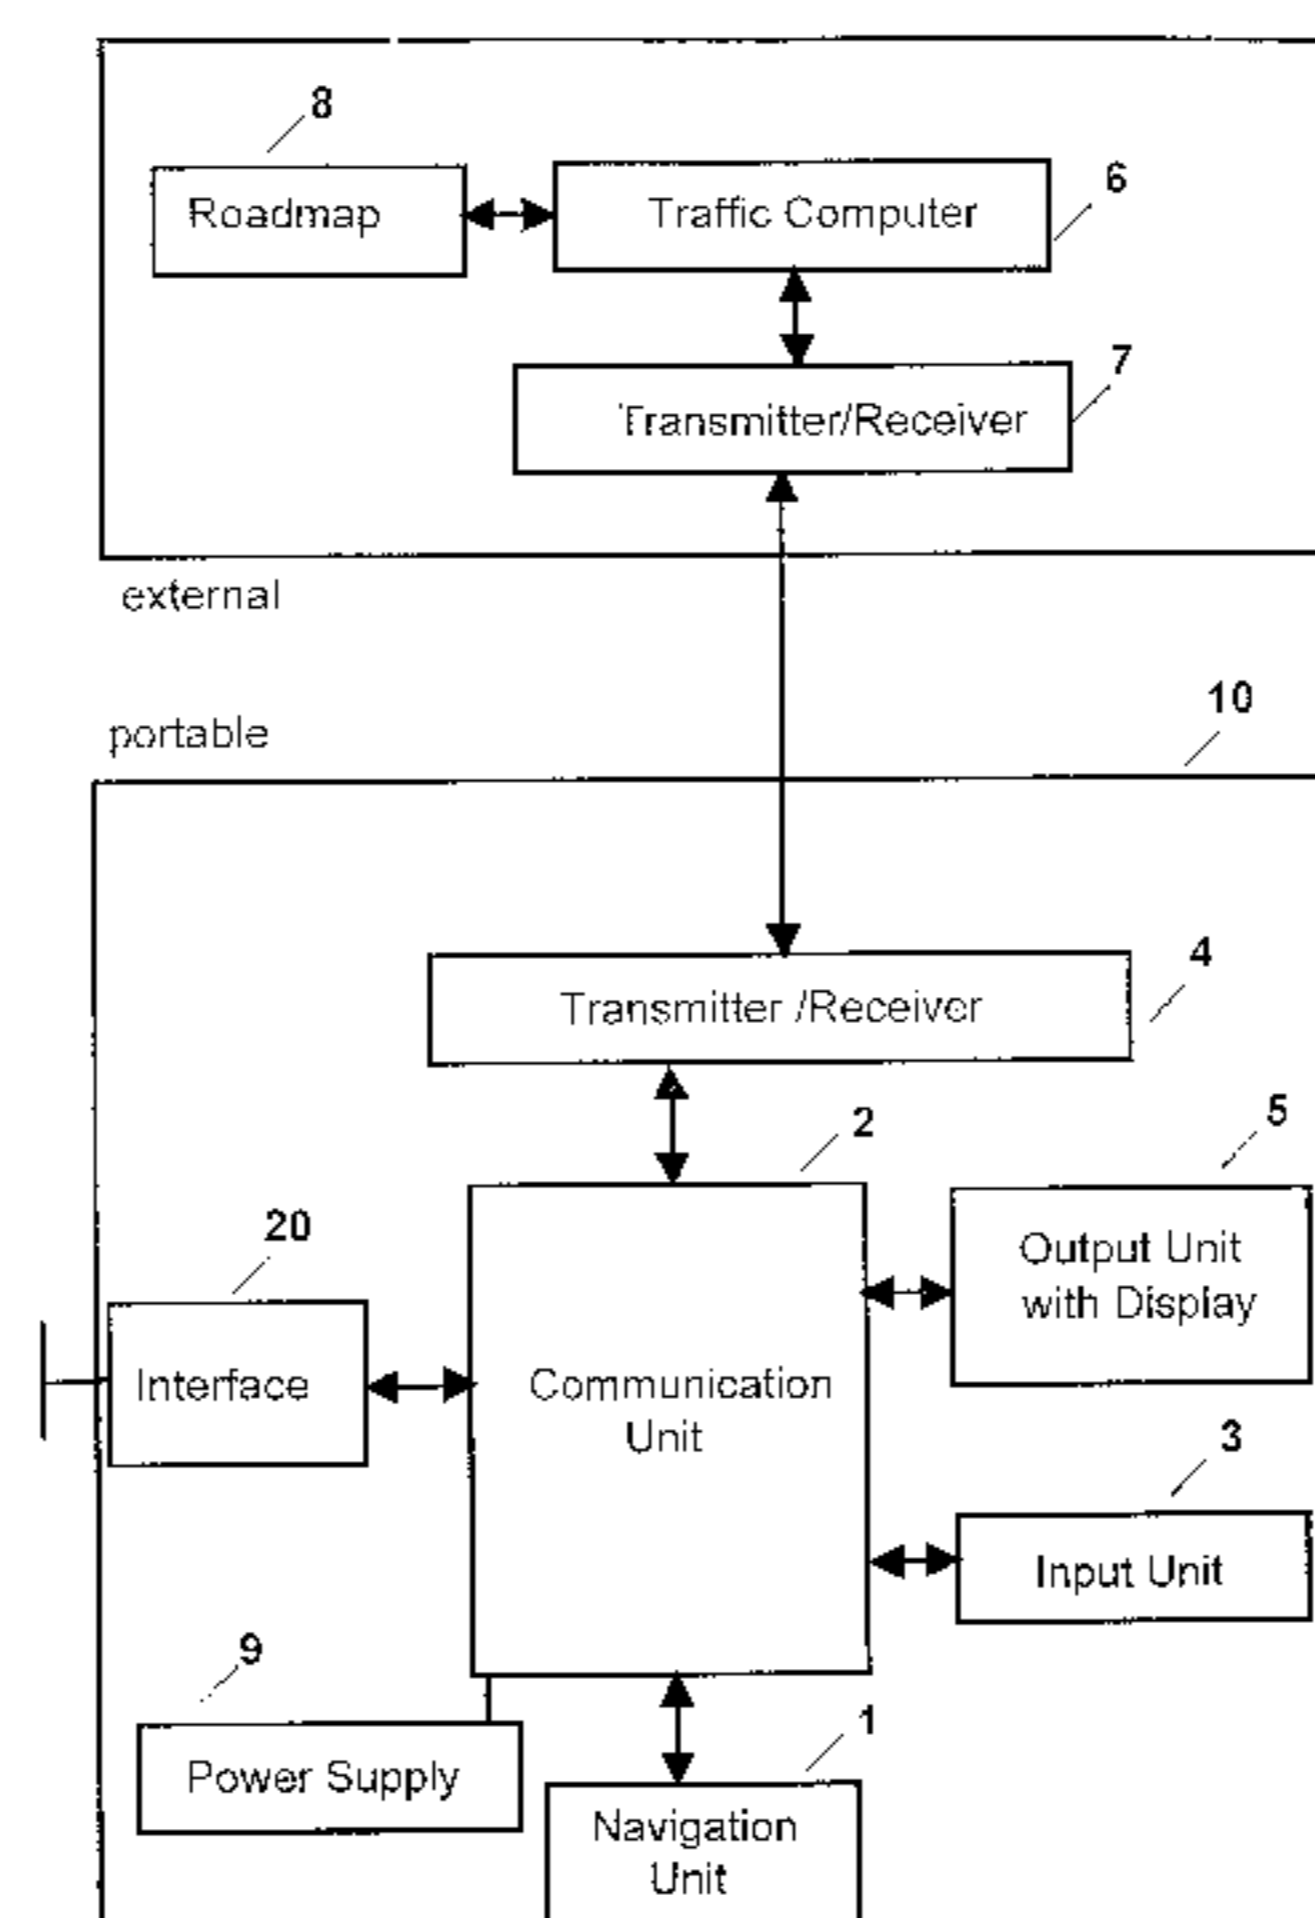 8
Roadmap
Traffic Computer
6
7
Transmitter/Receiver
external
portable
10
4
Transmitter /Receiver
2
5
20
Output Unit
with Display
Interface
Communication
Unit
3
Input Unit
9
1
Power Supply
Navigation
Unit